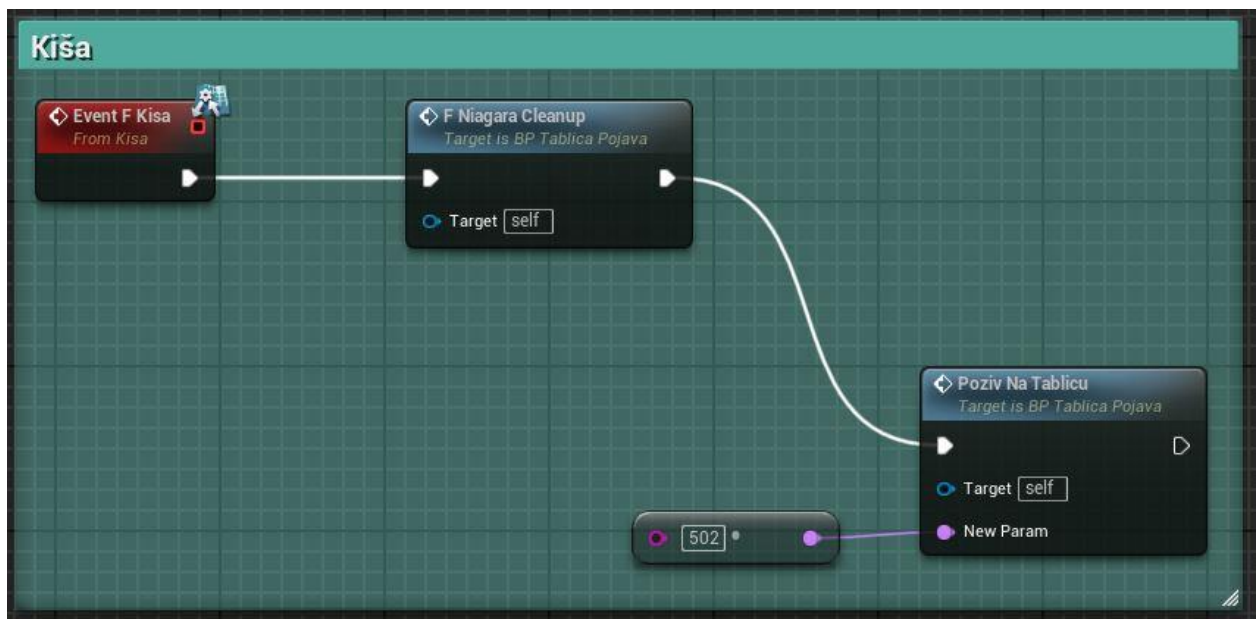 Kiša
Event F Kisa
From Kisa
F Niagara Cleanup
Target is BP Tablica Pojava
Target self
Poziv Na Tablicu
Target is BP Tablica Pojava
Target self
502
New Param